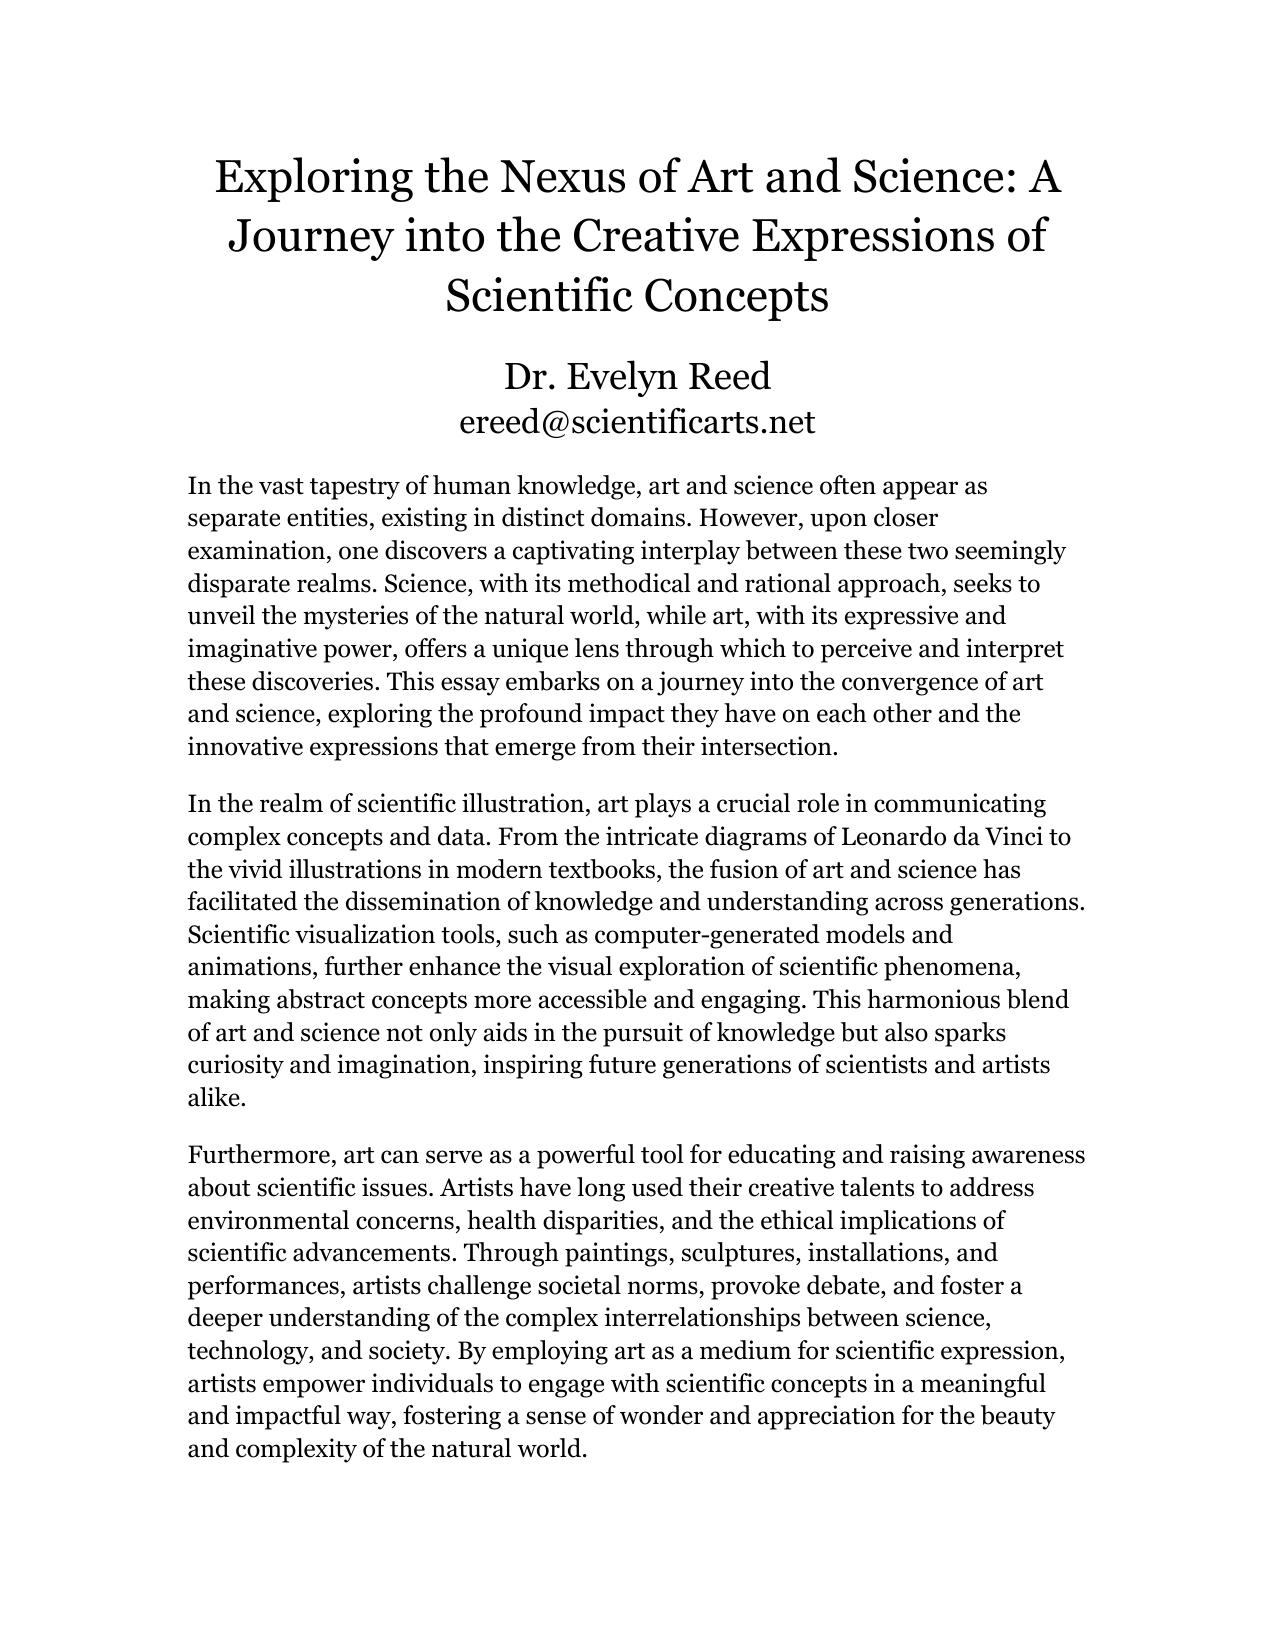 Exploring the Nexus of Art and Science: A
Journey into the Creative Expressions of
Scientific Concepts
Dr. Evelyn Reed
ereed@scientificarts.net
In the vast tapestry of human knowledge, art and science often appear as
separate entities, existing in distinct domains. However, upon closer
examination, one discovers a captivating interplay between these two seemingly
disparate realms. Science, with its methodical and rational approach, seeks to
unveil the mysteries of the natural world, while art, with its expressive and
imaginative power, offers a unique lens through which to perceive and interpret
these discoveries. This essay embarks on a journey into the convergence of art
and science, exploring the profound impact they have on each other and the
innovative expressions that emerge from their intersection.
In the realm of scientific illustration, art plays a crucial role in communicating
complex concepts and data. From the intricate diagrams of Leonardo da Vinci to
the vivid illustrations in modern textbooks, the fusion of art and science has
facilitated the dissemination of knowledge and understanding across generations.
Scientific visualization tools, such as computer-generated models and
animations, further enhance the visual exploration of scientific phenomena,
making abstract concepts more accessible and engaging. This harmonious blend
of art and science not only aids in the pursuit of knowledge but also sparks
curiosity and imagination, inspiring future generations of scientists and artists
alike.
Furthermore, art can serve as a powerful tool for educating and raising awareness
about scientific issues. Artists have long used their creative talents to address
environmental concerns, health disparities, and the ethical implications of
scientific advancements. Through paintings, sculptures, installations, and
performances, artists challenge societal norms, provoke debate, and foster a
deeper understanding of the complex interrelationships between science,
technology, and society. By employing art as a medium for scientific expression,
artists empower individuals to engage with scientific concepts in a meaningful
and impactful way, fostering a sense of wonder and appreciation for the beauty
and complexity of the natural world.